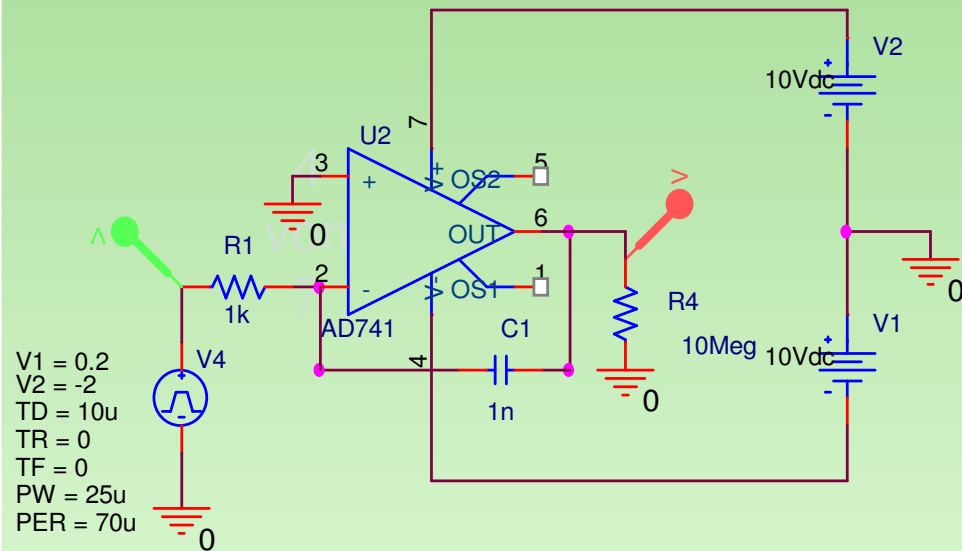 V2
10Vdc
+
-
7
U2
3
+
V+
OS2
5
0
OUT
6
R1
1k
2
-
V-
OS1
1
AD741
C1
4
1n
>
R4
10Meg
0
0
V1
10Vdc
+
-
V4
+
-
V1 = 0.2
V2 = -2
TD = 10u
TR = 0
TF = 0
PW = 25u
PER = 70u
0